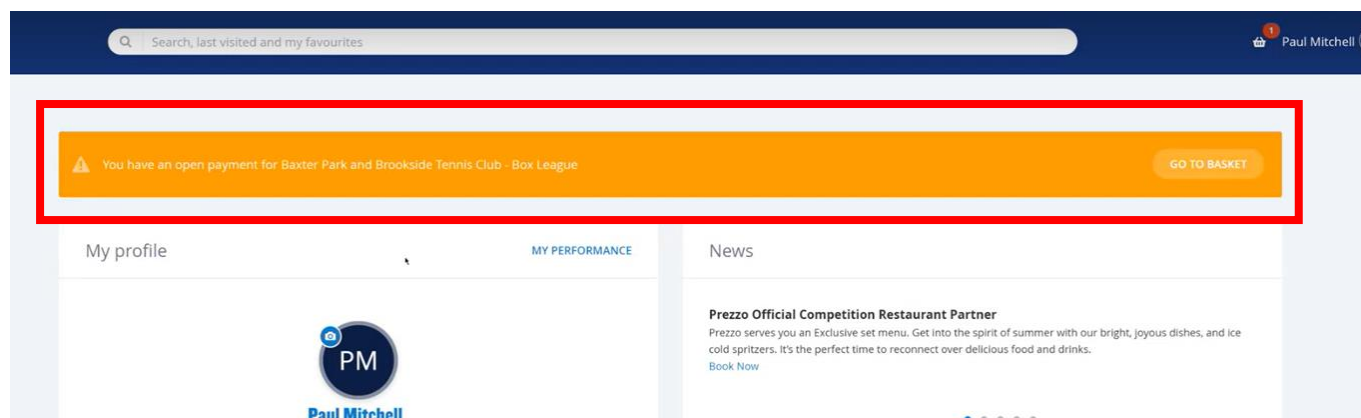 Search, last visited and my favourites
1
Paul Mitchell
You have an open payment for Baxter Park and Brookside Tennis Club - Box League
GO TO BASKET
My profile
MY PERFORMANCE
News
PM
Paul Mitchell
Prezzo Official Competition Restaurant Partner
Prezzo serves you an Exclusive set menu. Get into the spirit of summer with our bright, joyous dishes, and ice
cold spritzers. It's the perfect time to reconnect over delicious food and drinks.
Book Now